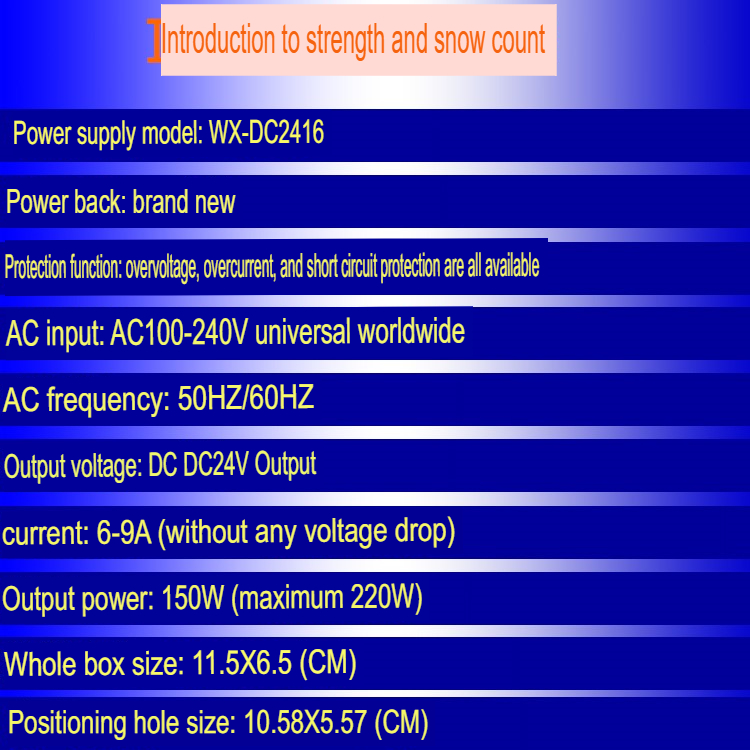 Introduction to strength and snow count
Power supply model: WX-DC2416
Power back: brand new
Protection function: overvoltage, overcurrent, and short circuit protection are all available
AC input: AC100-240V universal worldwide
AC frequency: 50HZ/60HZ
Output voltage: DC DC24V Output
current: 6-9A (without any voltage drop)
Output power: 150W (maximum 220W)
Whole box size: 11.5X6.5 (CM)
Positioning hole size: 10.58X5.57 (CM)